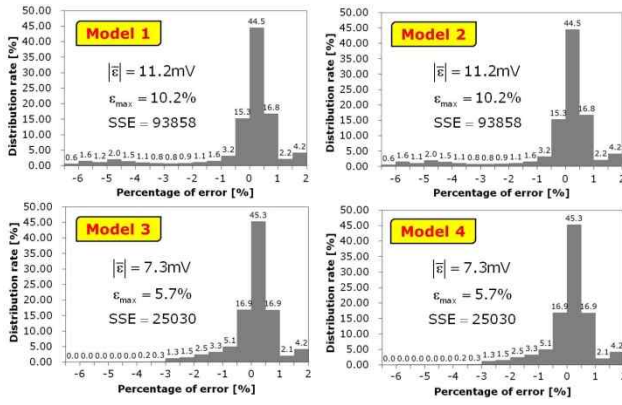 Distribution rate [%]
50.00
45.00
40.00
35.00
30.00
25.00
20.00
15.00
10.00
5.00
0.00
Model 1
|ε̄| = 11.2mV
εmax = 10.2%
SSE = 93858
44.5
15.3 16.8
0.6 1.6 1.2 2.0 1.5 1.1 0.8 0.8 0.9 1.1 1.6 3.2 2.2 4.2
-6 -5 -4 -3 -2 -1 0 1 2
Percentage of error [%]
Distribution rate [%]
50.00
45.00
40.00
35.00
30.00
25.00
20.00
15.00
10.00
5.00
0.00
Model 2
|ε̄| = 11.2mV
εmax = 10.2%
SSE = 93858
44.5
15.3 16.8
0.6 1.6 1.1 2.0 1.6 1.1 0.8 0.8 0.9 1.1 1.6 3.2 2.2 4.2
-6 -5 -4 -3 -2 -1 0 1 2
Percentage of error [%]
Distribution rate [%]
50.00
45.00
40.00
35.00
30.00
25.00
20.00
15.00
10.00
5.00
0.00
Model 3
|ε̄| = 7.3mV
εmax = 5.7%
SSE = 25030
45.3
16.9 16.9
0.0 0.0 0.0 0.0 0.0 0.2 0.3 1.3 1.5 2.5 3.3 5.1 2.1 4.2
-6 -5 -4 -3 -2 -1 0 1 2
Percentage of error [%]
Distribution rate [%]
50.00
45.00
40.00
35.00
30.00
25.00
20.00
15.00
10.00
5.00
0.00
Model 4
|ε̄| = 7.3mV
εmax = 5.7%
SSE = 25030
45.3
16.9 16.9
0.0 0.0 0.0 0.0 0.0 0.2 0.3 1.3 1.5 2.5 3.3 5.1 2.1 4.2
-6 -5 -4 -3 -2 -1 0 1 2
Percentage of error [%]